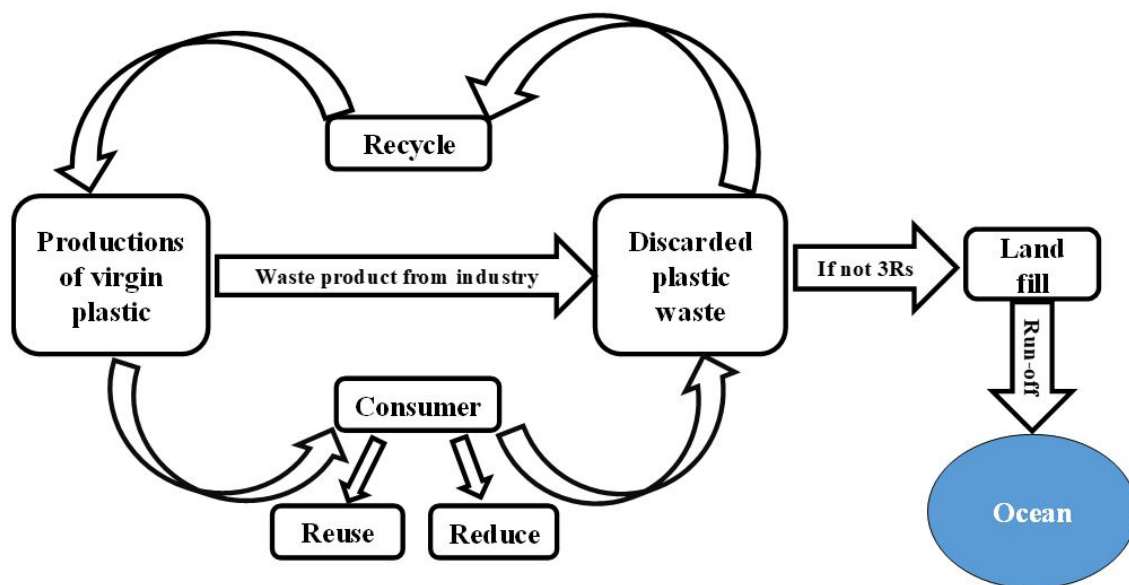 Recycle
Productions
of virgin
plastic
Waste product from industry
Discarded
plastic
waste
If not 3Rs
Land
fill
Run-off
Consumer
Reuse
Reduce
Ocean